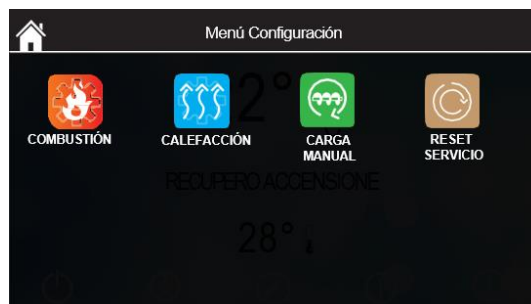 Menú Configuración
2°
COMBUSTIÓN
CALEFACCIÓN
CARGA
MANUAL
RESET
SERVICIO
RECUPERO ACCENSIONE
28°